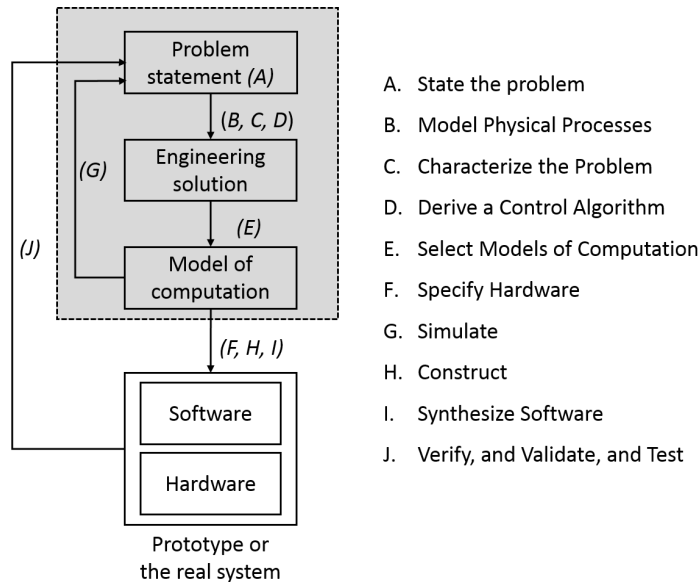 Problem
statement (A)
(B, C, D)
Engineering
solution
(G)
(E)
(J)
Model of
computation
(F, H, I)
Software
Hardware
Prototype or
the real system
A. State the problem
B. Model Physical Processes
C. Characterize the Problem
D. Derive a Control Algorithm
E. Select Models of Computation
F. Specify Hardware
G. Simulate
H. Construct
I. Synthesize Software
J. Verify, and Validate, and Test